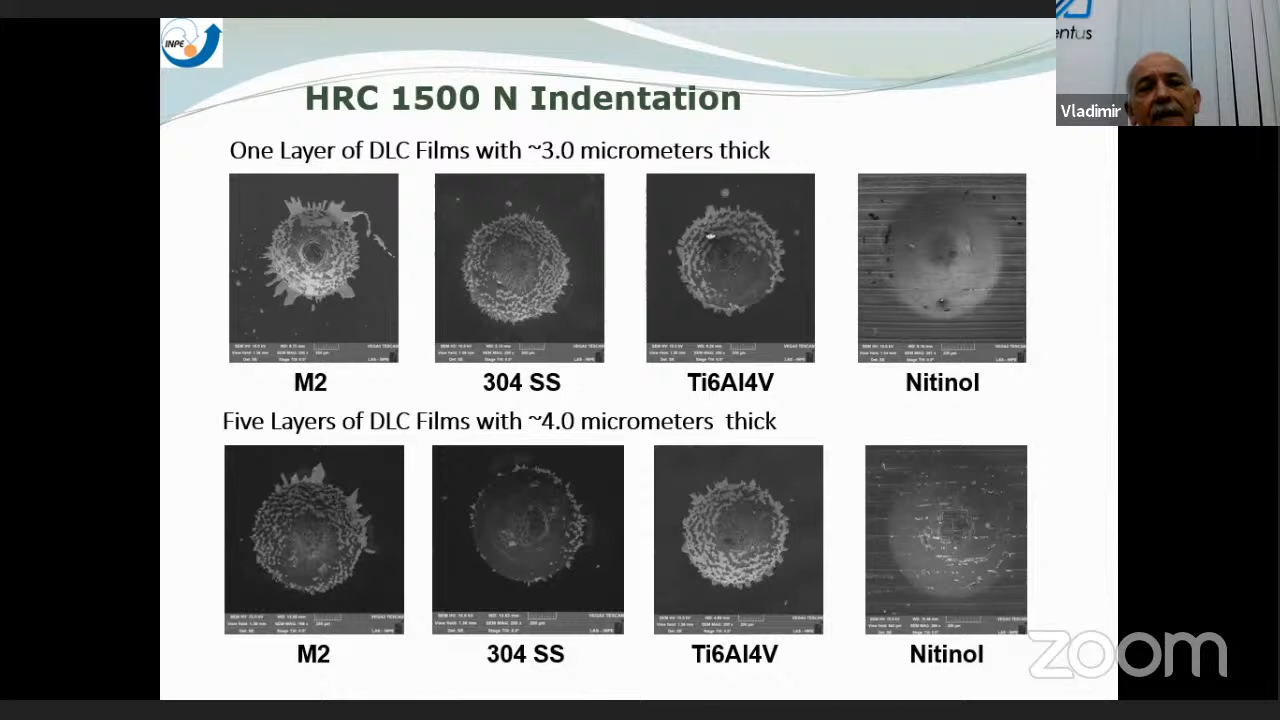 INPE
entus
Vladimir
HRC 1500 N Indentation
One Layer of DLC Films with ~3.0 micrometers thick
M2
304 SS
Ti6Al4V
Nitinol
Five Layers of DLC Films with ~4.0 micrometers thick
M2
304 SS
Ti6Al4V
Nitinol
zoom